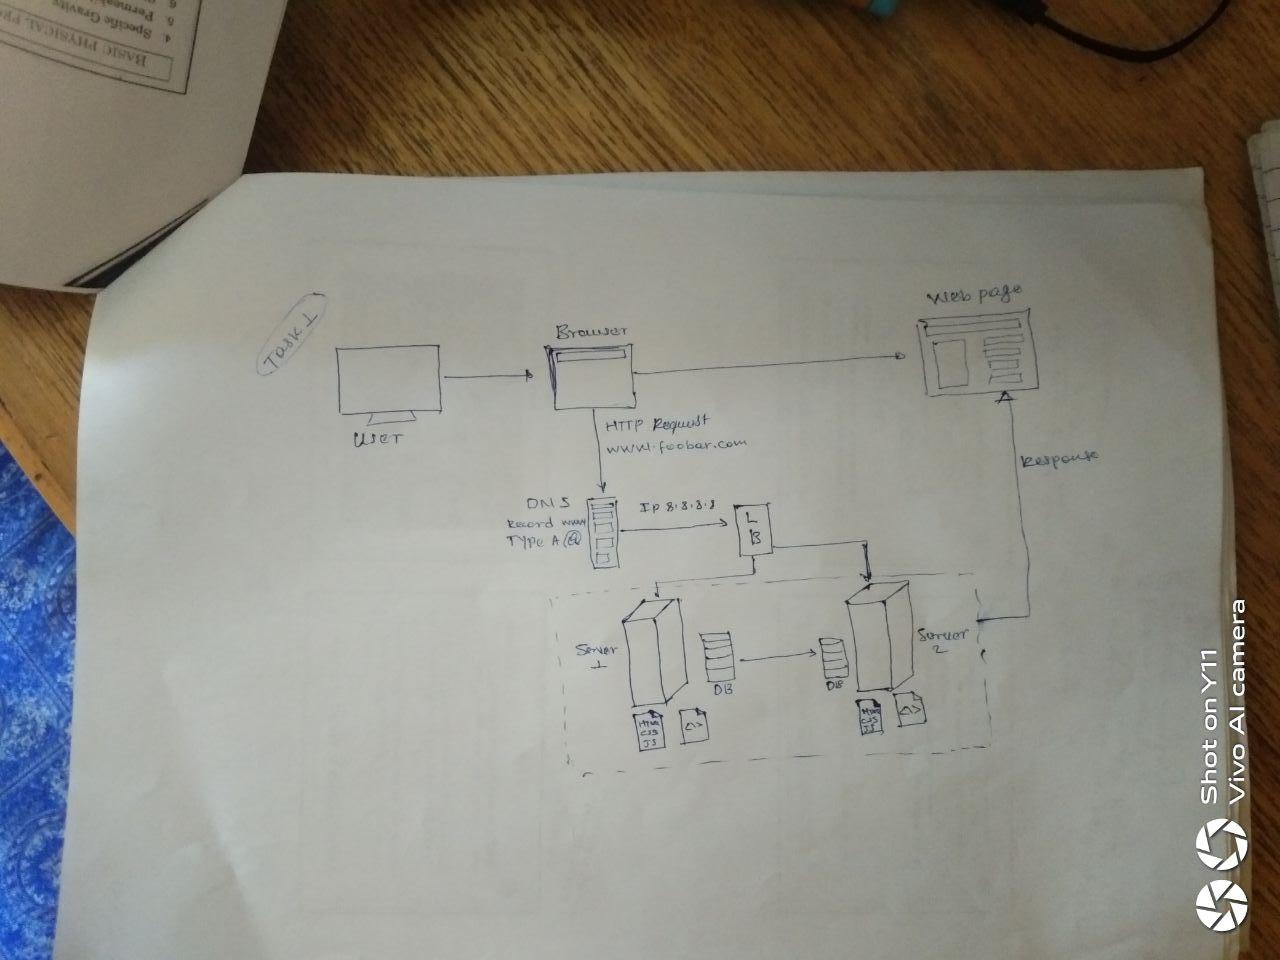 BASIC PHYSICAL PR
4. Specific Gravity
5. Permea
6.
Task 1
Web page
Browser
User
HTTP Request
www.foobar.com
Response
DNS
Record www
TYPE A @
Ip 8.8.8.8
L
B
Server
1
DB
DB
Server
2
HTML
CSS
JS
<\>
HTML
CSS
JS
<\>
Shot on Y11
Vivo AI camera